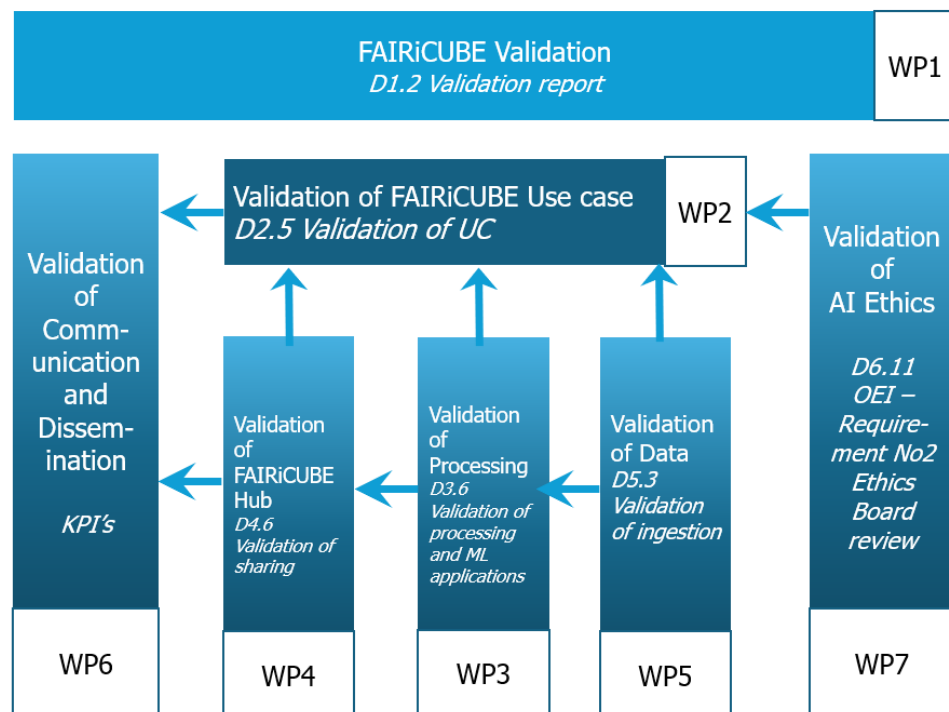 FAIRiCUBE Validation
D1.2 Validation report
WP1
Validation of FAIRiCUBE Use case
D2.5 Validation of UC
WP2
Validation
of
Comm-
unication
and
Dissem-
ination
KPI's
WP6
Validation
of
FAIRiCUBE
Hub
D4.6
Validation of
sharing
WP4
Validation
of
Processing
D3.6
Validation of
processing
and ML
applications
WP3
Validation
of Data
D5.3
Validation
of ingestion
WP5
Validation
of
AI Ethics
D6.11
OEI –
Require-
ment No2
Ethics
Board
review
WP7